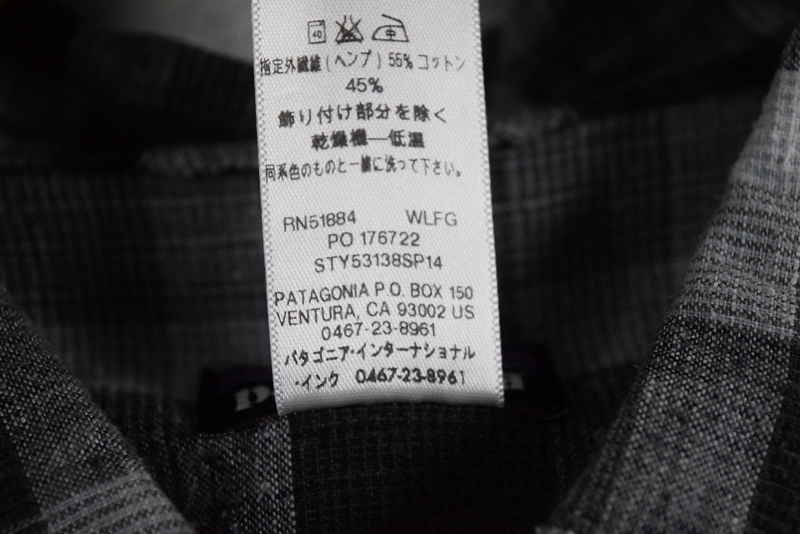 40 中
指定外繊維(ヘンプ)55%コットン
45%
飾り付け部分を除く
乾燥機—低温
同系色のものと一緒に洗って下さい。
RN51884 WLFG
PO 176722
STY53138SP14
PATAGONIA P.O. BOX 150
VENTURA, CA 93002 US
0467-23-8961
パタゴニア・インターナショナル
・インク 0467-23-8961